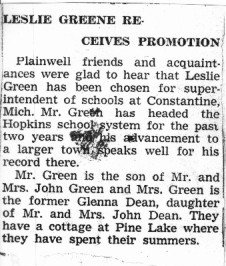 LESLIE GREENE RE-
CEIVES PROMOTION
Plainwell friends and acquaint-
ances were glad to hear that Leslie
Green has been chosen for super-
intendent of schools at Constantine,
Mich. Mr. Green has headed the
Hopkins school system for the past
two years and his advancement to
a larger town speaks well for his
record there.
Mr. Green is the son of Mr. and
Mrs. John Green and Mrs. Green is
the former Glenna Dean, daughter
of Mr. and Mrs. John Dean. They
have a cottage at Pine Lake where
they have spent their summers.